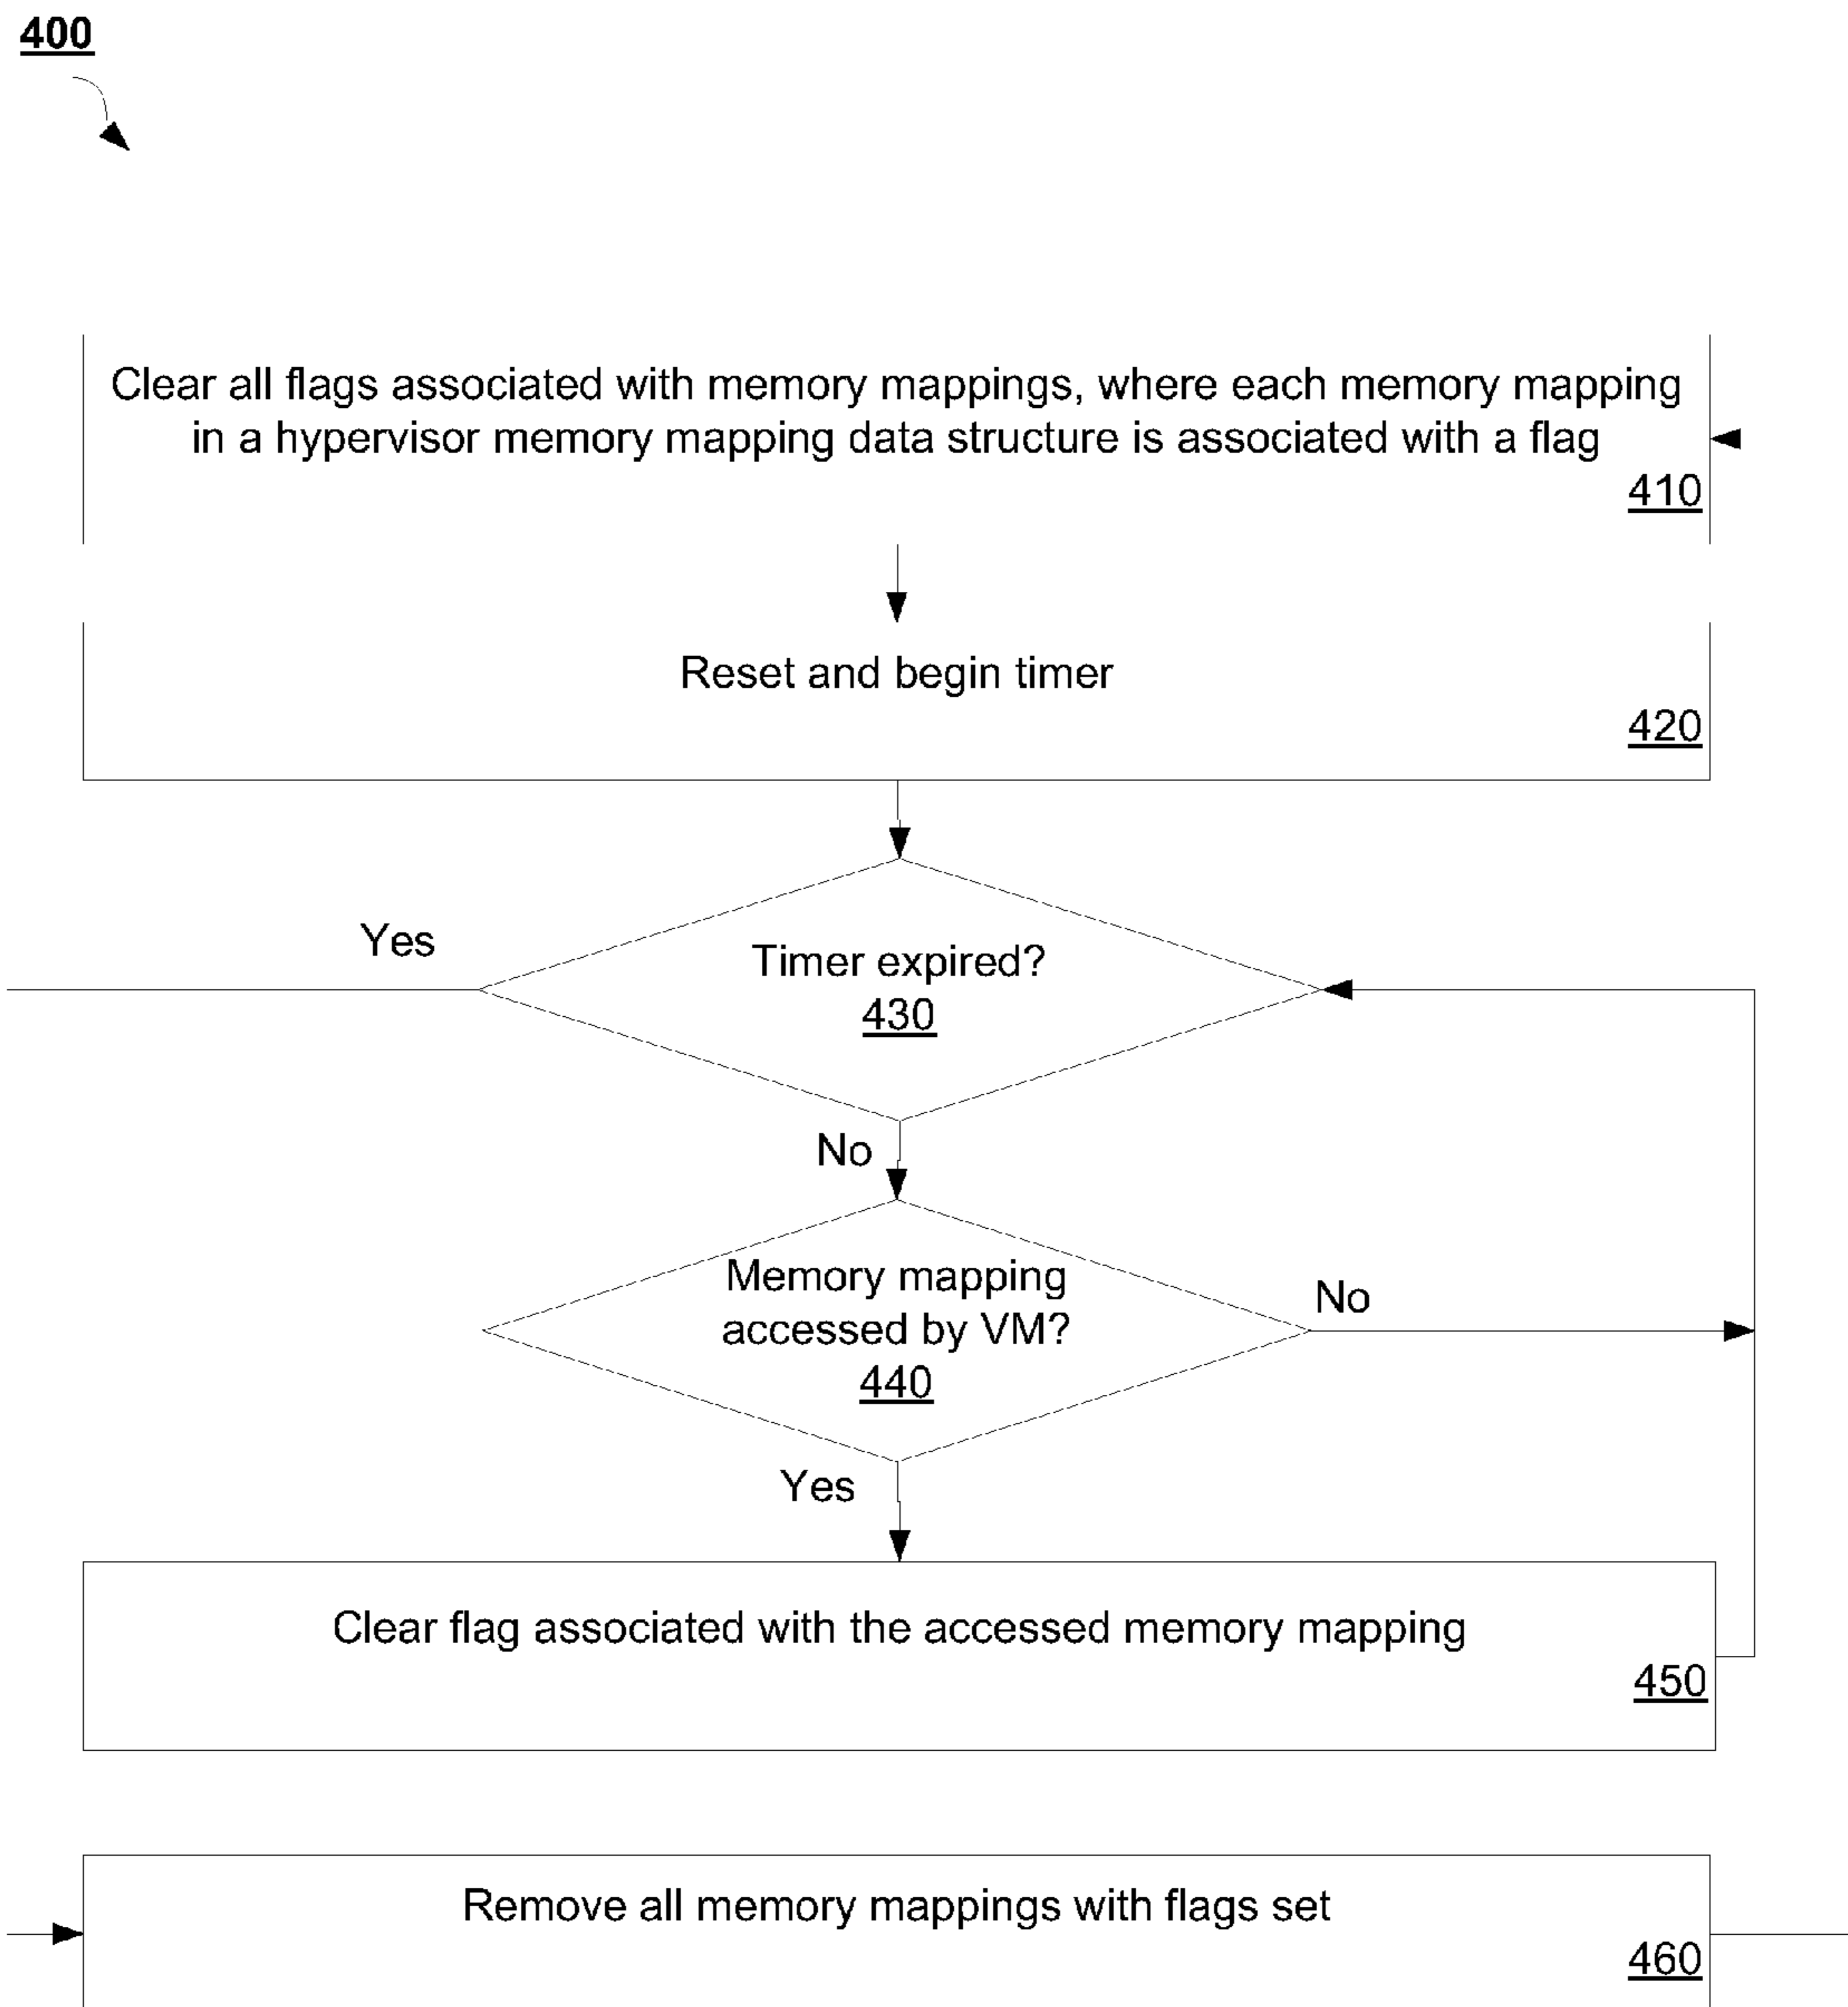 400
Clear all flags associated with memory mappings, where each memory mapping
in a hypervisor memory mapping data structure is associated with a flag
410
Reset and begin timer
420
Yes
Timer expired?
430
No
Memory mapping
accessed by VM?
440
No
Yes
Clear flag associated with the accessed memory mapping
450
Remove all memory mappings with flags set
460